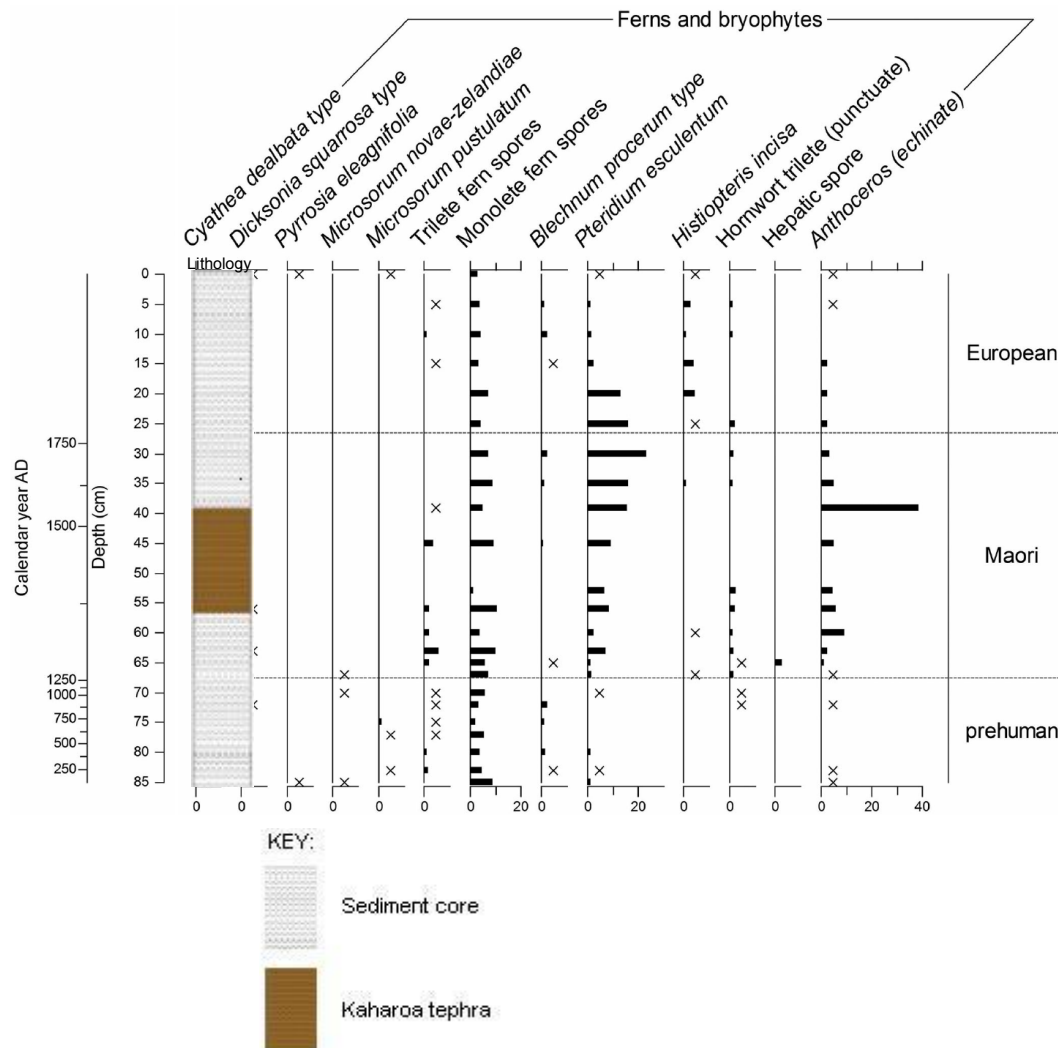 Ferns and bryophytes
Cyathea dealbata type
Dicksonia squarrosa type
Pyrrosia eleagnifolia
Microsorum novae-zelandiae
Microsorum pustulatum
Trilete fern spores
Monolete fern spores
Blechnum procerum type
Pteridium esculentum
Histiopteris incisa
Hornwort trilete (punctuate)
Hepatic spore
Anthoceros (echinate)
Lithology
Calendar year AD
1750
1500
1250
1000
750
500
250
Depth (cm)
0
5
10
15
20
25
30
35
40
45
50
55
60
65
70
75
80
85
European
Maori
prehuman
0 0 0 0 0 0 0 20 0 0 20 0 0 0 0 20 40
KEY:
Sediment core
Kaharoa tephra